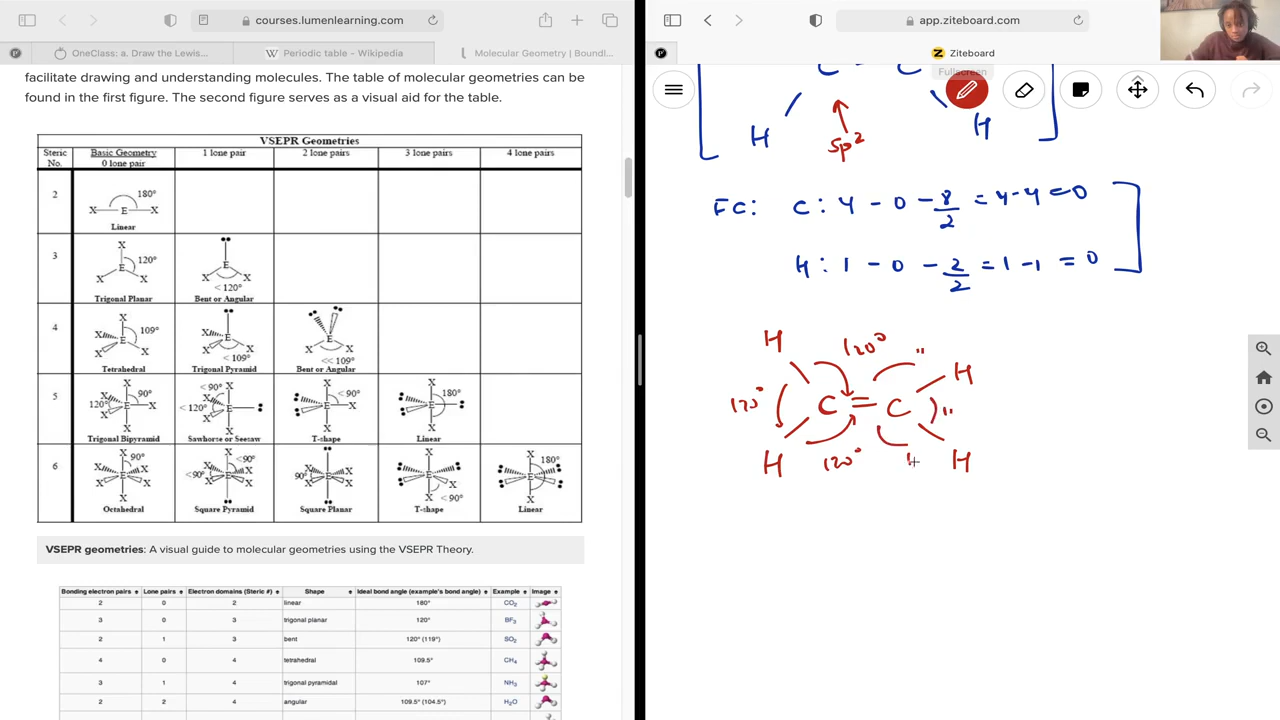 courses.lumenlearning.com
OneClass: a. Draw the Lewis...
Periodic table - Wikipedia
Molecular Geometry | Boundl...
facilitate drawing and understanding molecules. The table of molecular geometries can be
found in the first figure. The second figure serves as a visual aid for the table.
VSEPR Geometries
Steric No. Basic Geometry 0 lone pair 1 lone pair 2 lone pairs 3 lone pairs 4 lone pairs
2 X E X 180°
Linear
3 X E X X 120° X E X < 120°
Trigonal Planar Bent or Angular
4 X X E X X 109° X X E X < 109° X E X << 109°
Tetrahedral Trigonal Pyramid Bent or Angular
5 120° X X X E X X 90° < 90° < 120° X X X E X X X E X < 90° X E X 180°
Trigonal Bipyramid Sawhorse or Seesaw T-shape Linear
6 X X X E X X X 90° < 90° X X X E X X 90° X X E X X X E X X < 90° X E X 180°
Octahedral Square Pyramid Square Planar T-shape Linear
VSEPR geometries: A visual guide to molecular geometries using the VSEPR Theory.
Bonding electron pairs Lone pairs Electron domains (Steric #) Shape Ideal bond angle (example's bond angle) Example Image
2 0 2 linear 180° CO2
3 0 3 trigonal planar 120° BF3
2 1 3 bent 120° (119°) SO2
4 0 4 tetrahedral 109.5° CH4
3 1 4 trigonal pyramidal 107° NH3
2 2 4 angular 109.5° (104.5°) H2O
app.ziteboard.com
Z Ziteboard
Fullscreen
H H
sp2
FC: C: 4 - 0 - 8/2 = 4-4 = 0
H: 1 - 0 - 2/2 = 1-1 = 0
H 120° "
H
120° C = C "
H 120° H